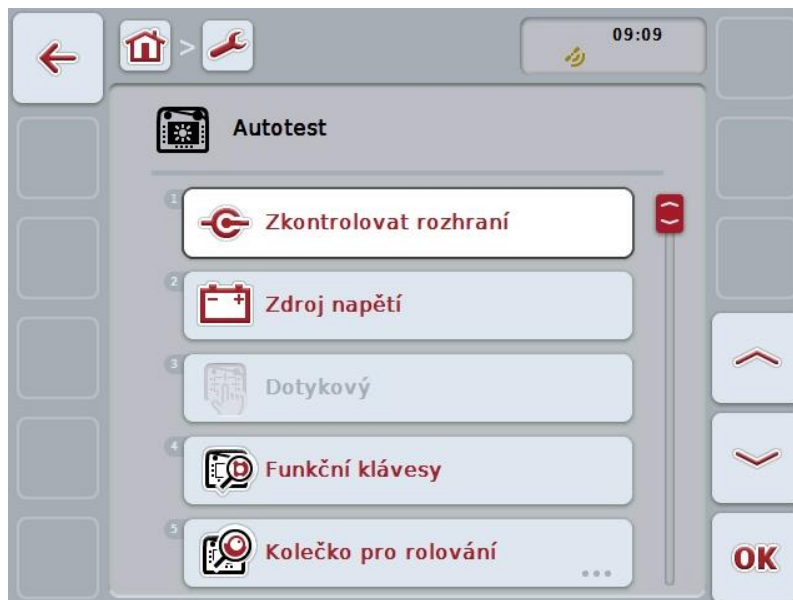 09:09
Autotest
1
Zkontrolovat rozhraní
2
Zdroj napětí
3
Dotykový
4
Funkční klávesy
5
Kolečko pro rolování
OK